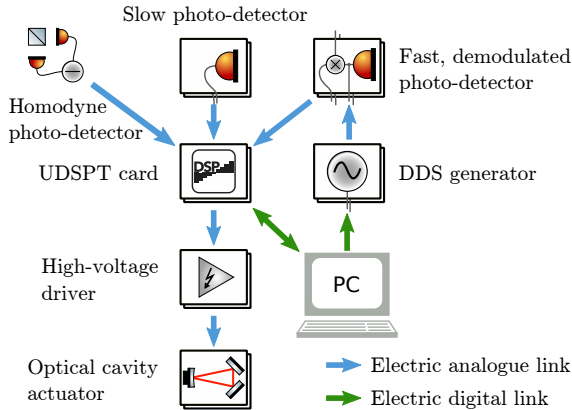 Slow photo-detector
Fast, demodulated
photo-detector
Homodyne
photo-detector
UDSPT card
DSP
DDS generator
High-voltage
driver
PC
Optical cavity
actuator
Electric analogue link
Electric digital link